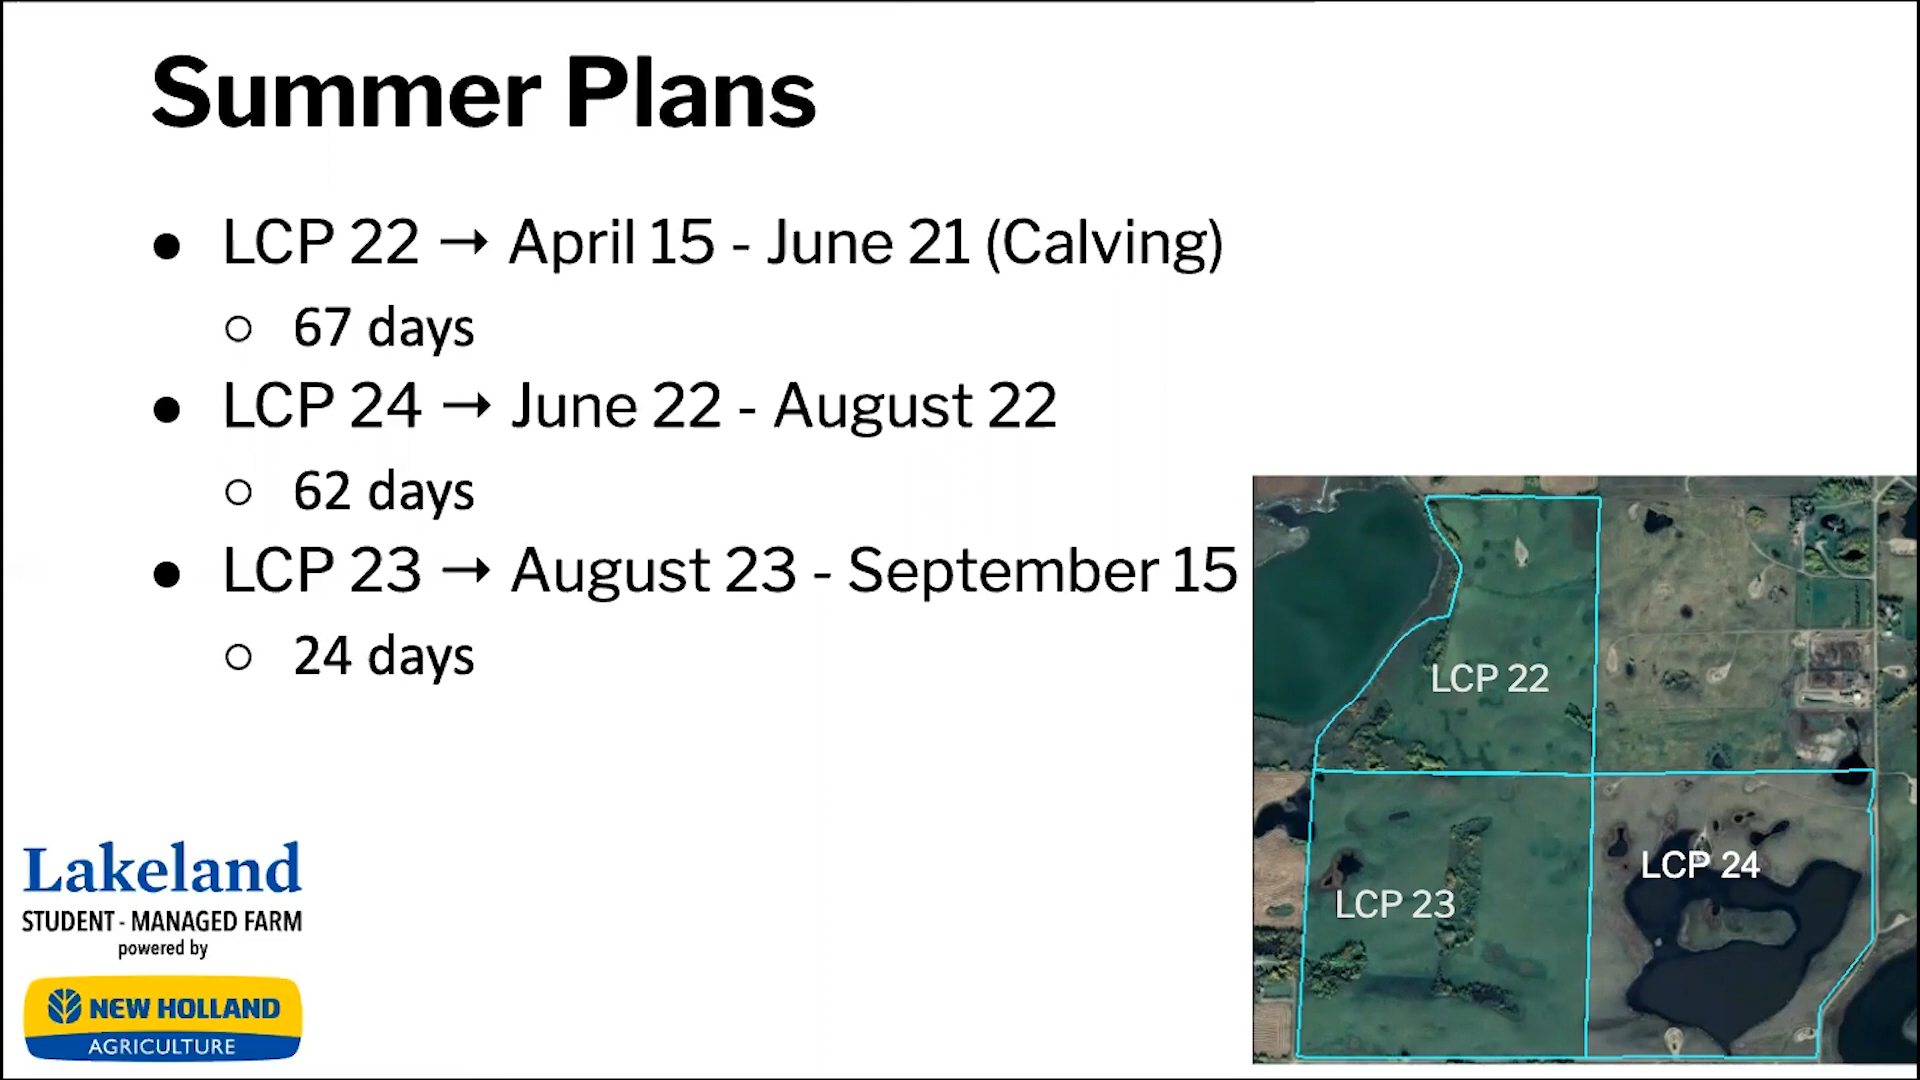 Summer Plans
● LCP 22 → April 15 - June 21 (Calving)
○ 67 days
● LCP 24 → June 22 - August 22
○ 62 days
● LCP 23 → August 23 - September 15
○ 24 days
LCP 22
LCP 24
LCP 23
Lakeland
STUDENT - MANAGED FARM
powered by
NEW HOLLAND
AGRICULTURE